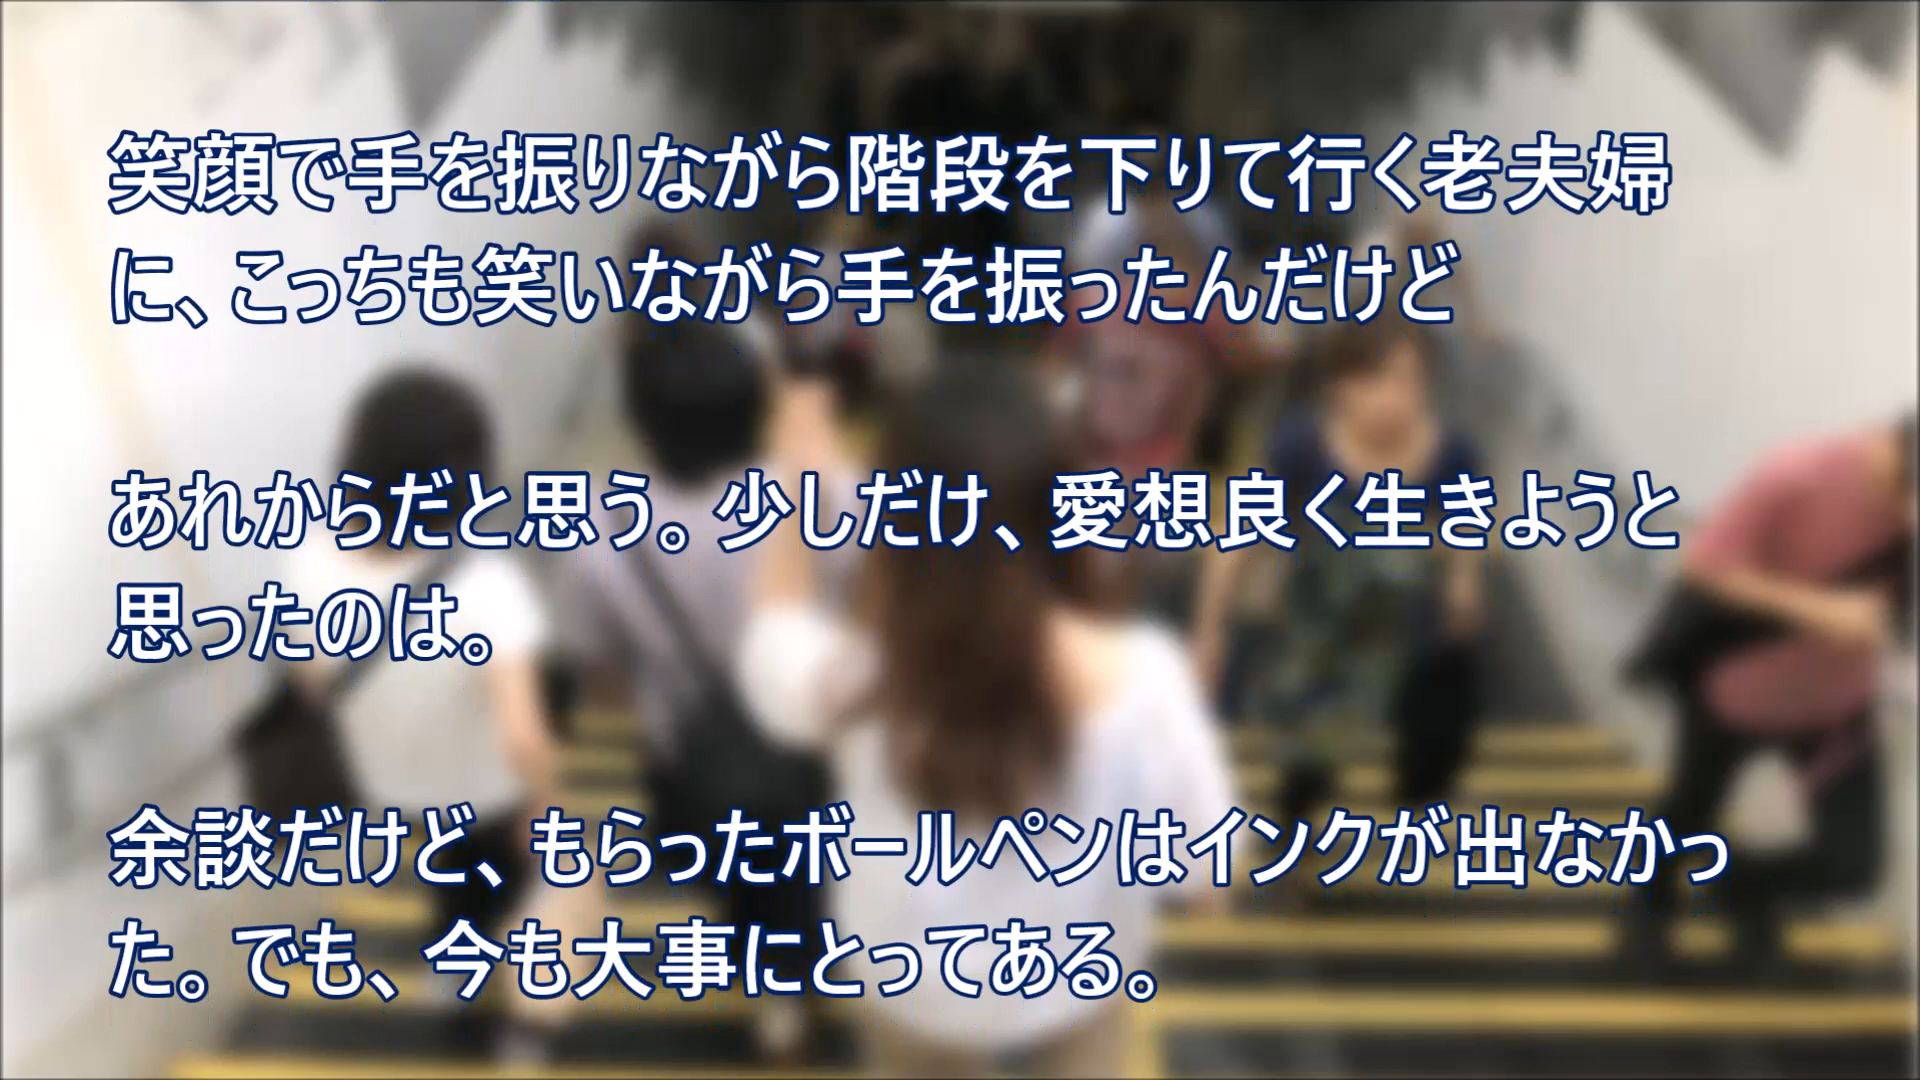 笑顔で手を振りながら階段を下りて行く老夫婦
に、こっちも笑いながら手を振ったんだけど
あれからだと思う。少しだけ、愛想良く生きようと
思ったのは。
余談だけど、もらったボールペンはインクが出なかっ
た。でも、今も大事にとってある。